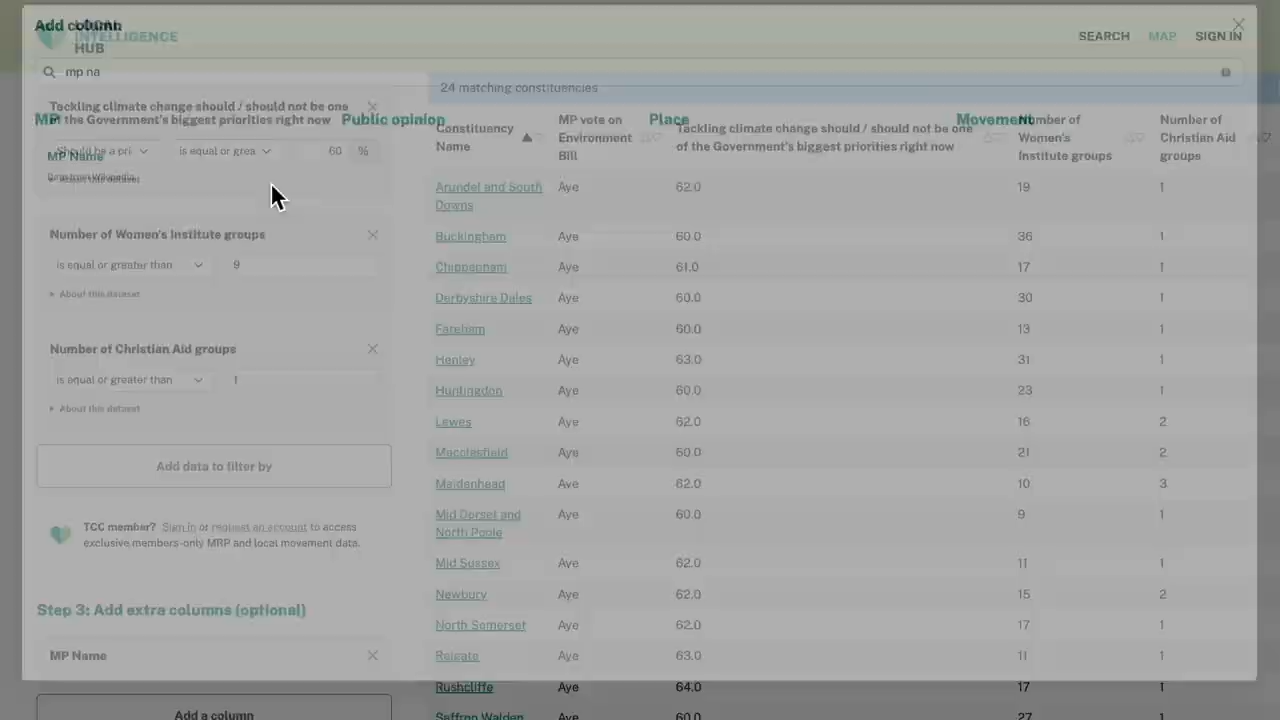 Add column
LOCAL
INTELLIGENCE
HUB
SEARCH MAP SIGN IN
mp na
24 matching constituencies
MP Public opinion Place Movement
MP Name
Data from Wikipedia
Tackling climate change should / should not be one
of the Government's biggest priorities right now
Should be a pri is equal or grea 60 %
About this dataset
Number of Women's Institute groups
is equal or greater than 9
About this dataset
Number of Christian Aid groups
is equal or greater than 1
About this dataset
Add data to filter by
TCC member? Sign in or request an account to access
exclusive members-only MRP and local movement data.
Step 3: Add extra columns (optional)
MP Name
Add a column
Constituency
Name
MP vote on
Environment
Bill
Tackling climate change should / should not be one
of the Government's biggest priorities right now
Number of
Women's
Institute groups
Number of
Christian Aid
groups
Arundel and South
Downs
Aye 62.0 19 1
Buckingham Aye 60.0 36 1
Chippenham Aye 61.0 17 1
Derbyshire Dales Aye 60.0 30 1
Fareham Aye 60.0 13 1
Henley Aye 63.0 31 1
Huntingdon Aye 60.0 23 1
Lewes Aye 62.0 16 2
Macclesfield Aye 60.0 21 2
Maidenhead Aye 62.0 10 3
Mid Dorset and
North Poole
Aye 60.0 9 1
Mid Sussex Aye 62.0 11 1
Newbury Aye 62.0 15 2
North Somerset Aye 62.0 17 1
Reigate Aye 63.0 11 1
Rushcliffe Aye 64.0 17 1
Saffron Walden Aye 60.0 27 1